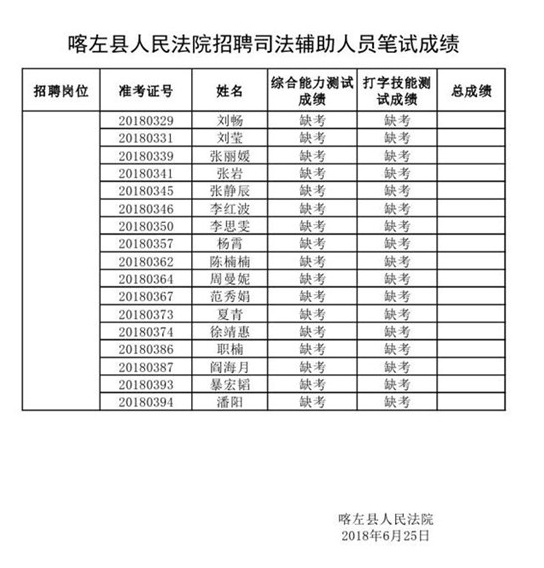 喀左县人民法院招聘司法辅助人员笔试成绩
招聘岗位 准考证号 姓名 综合能力测试成绩 打字技能测试成绩 总成绩
20180329 刘畅 缺考 缺考
20180331 刘莹 缺考 缺考
20180339 张丽媛 缺考 缺考
20180341 张岩 缺考 缺考
20180345 张静辰 缺考 缺考
20180346 李红波 缺考 缺考
20180350 李思雯 缺考 缺考
20180357 杨霄 缺考 缺考
20180362 陈楠楠 缺考 缺考
20180364 周曼妮 缺考 缺考
20180367 范秀娟 缺考 缺考
20180373 夏青 缺考 缺考
20180374 徐靖惠 缺考 缺考
20180386 职楠 缺考 缺考
20180387 阎海月 缺考 缺考
20180393 暴宏韬 缺考 缺考
20180394 潘阳 缺考 缺考
喀左县人民法院
2018年6月25日